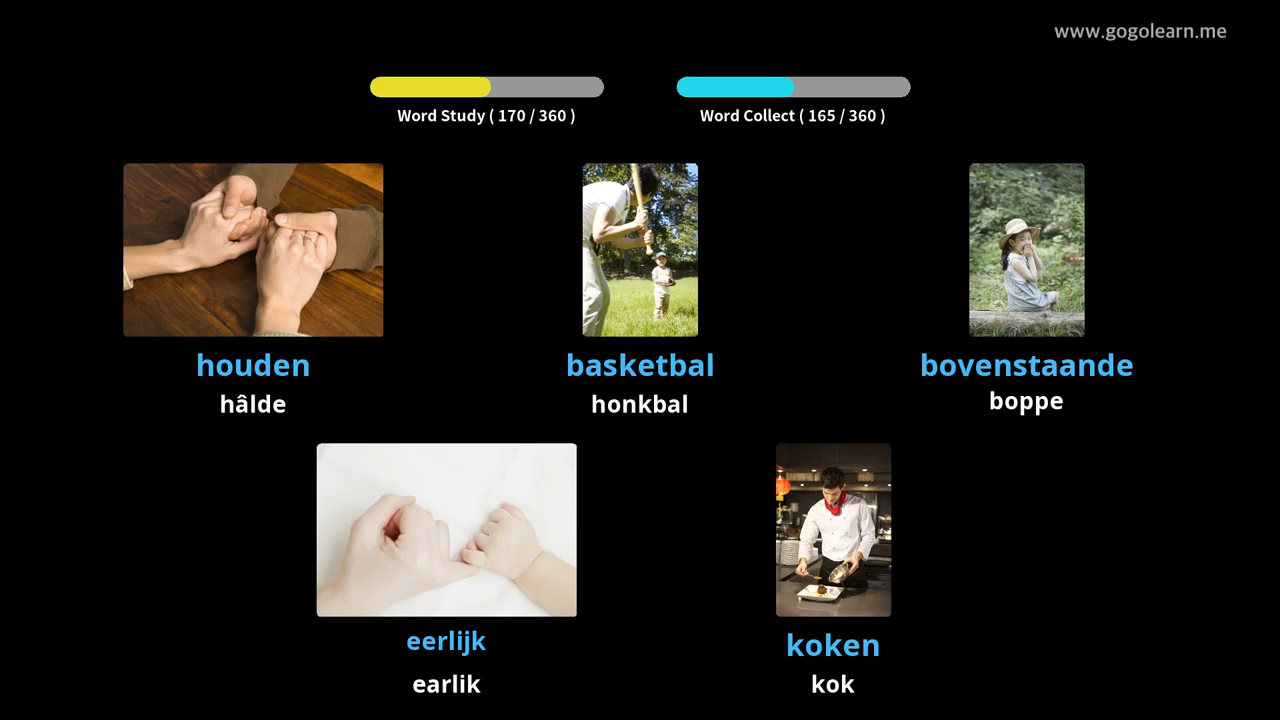 www.gogolearn.me
Word Study ( 170 / 360 )
Word Collect ( 165 / 360 )
houden
hâlde
basketbal
honkbal
bovenstaande
boppe
eerlijk
earlik
koken
kok